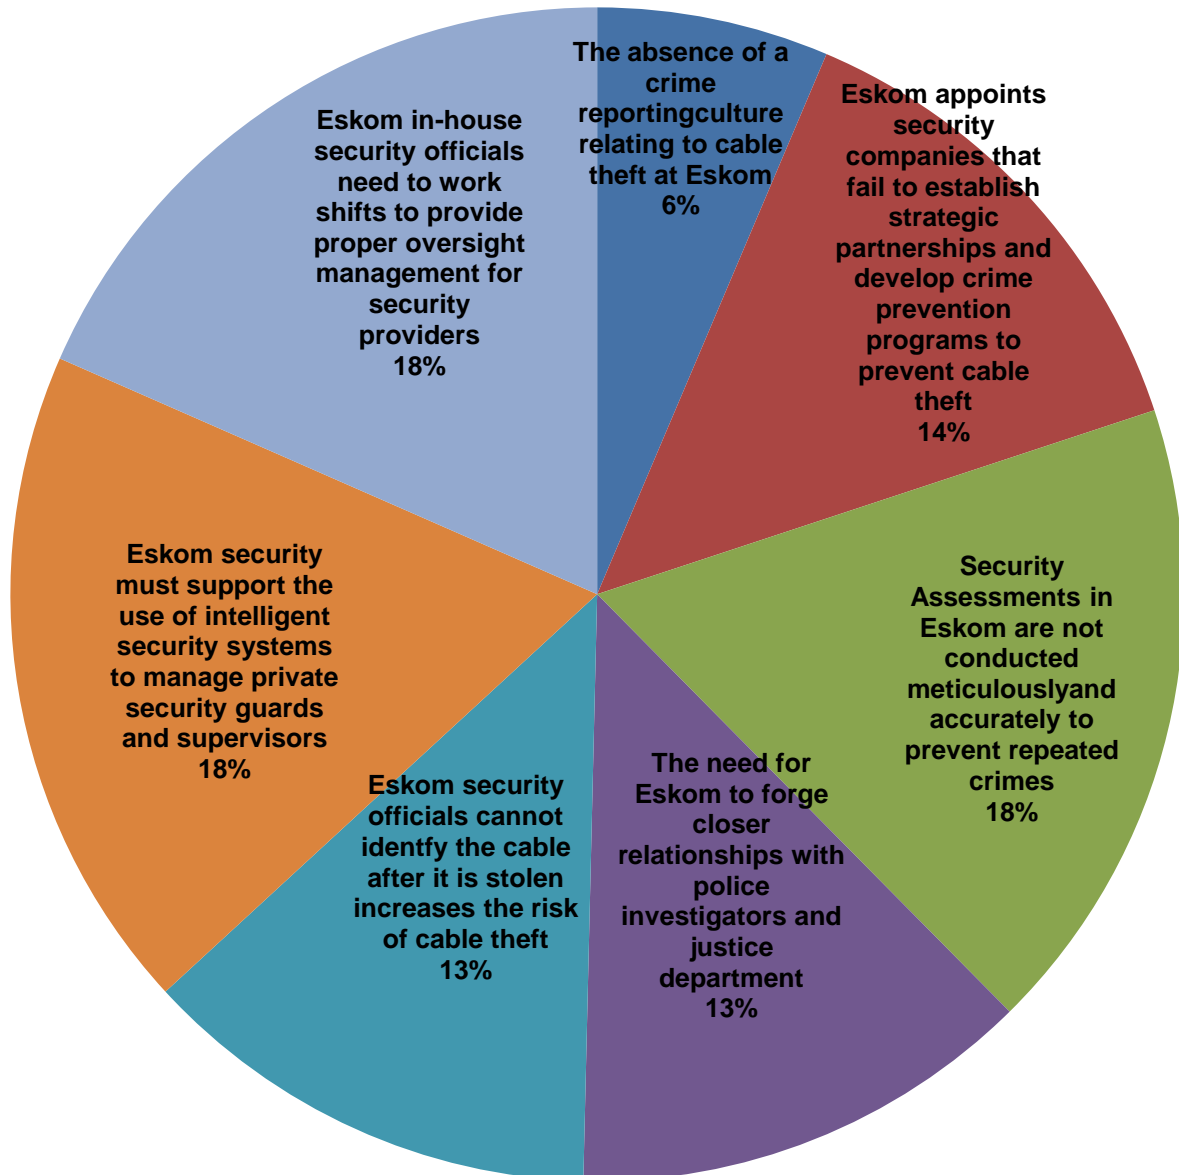 The absence of a
crime
reportingculture
relating to cable
theft at Eskom
6%
Eskom appoints
security
companies that
fail to establish
strategic
partnerships and
develop crime
prevention
programs to
prevent cable
theft
14%
Security
Assessments in
Eskom are not
conducted
meticulouslyand
accurately to
prevent repeated
crimes
18%
The need for
Eskom to forge
closer
relationships with
police
investigators and
justice
department
13%
Eskom security
officials cannot
identfy the cable
after it is stolen
increases the risk
of cable theft
13%
Eskom security
must support the
use of intelligent
security systems
to manage private
security guards
and supervisors
18%
Eskom in-house
security officials
need to work
shifts to provide
proper oversight
management for
security
providers
18%